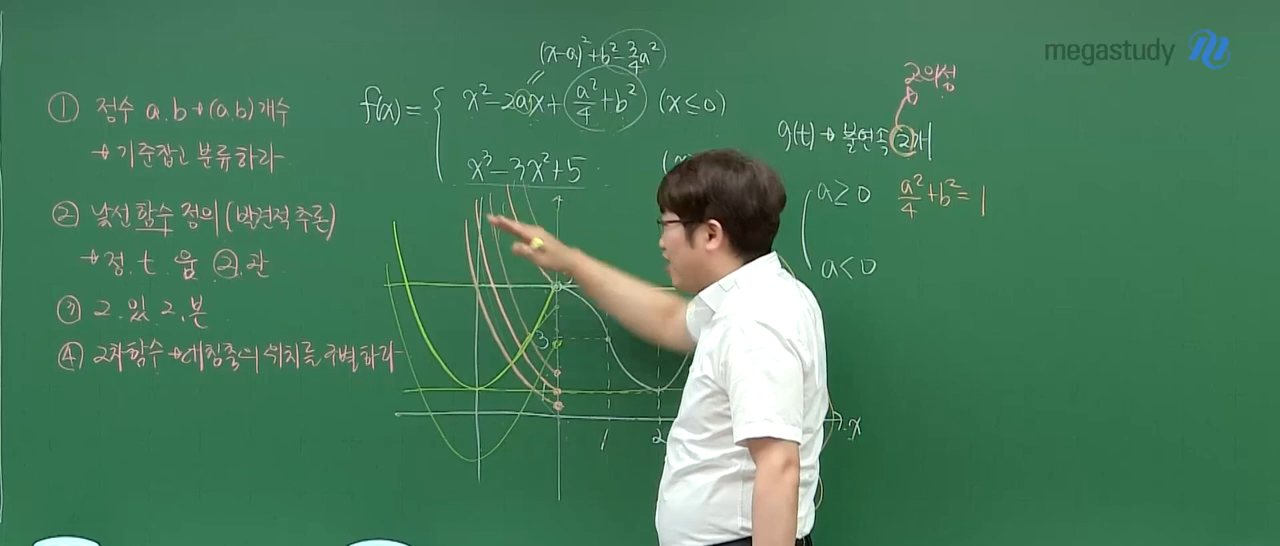 megastudy
① 정수 a, b → (a, b) 개수
→ 기준잡고 분류하라
② 낯선 함수 정의 (발견적 추론)
→ 정. t. 움 ②. 관
③ 2. 있 2. 본
④ 2차함수 → 대칭축의 위치를 구별하라
(x-a)²+b²-3/4a²
f(x) = { x²-2ax+a²/4+b² (x≤0)
x³-3x²+5 (x
2의성
g(t) → 불연속 ②개
a≥0 a²/4+b²=1
a<0
3
1 2 x